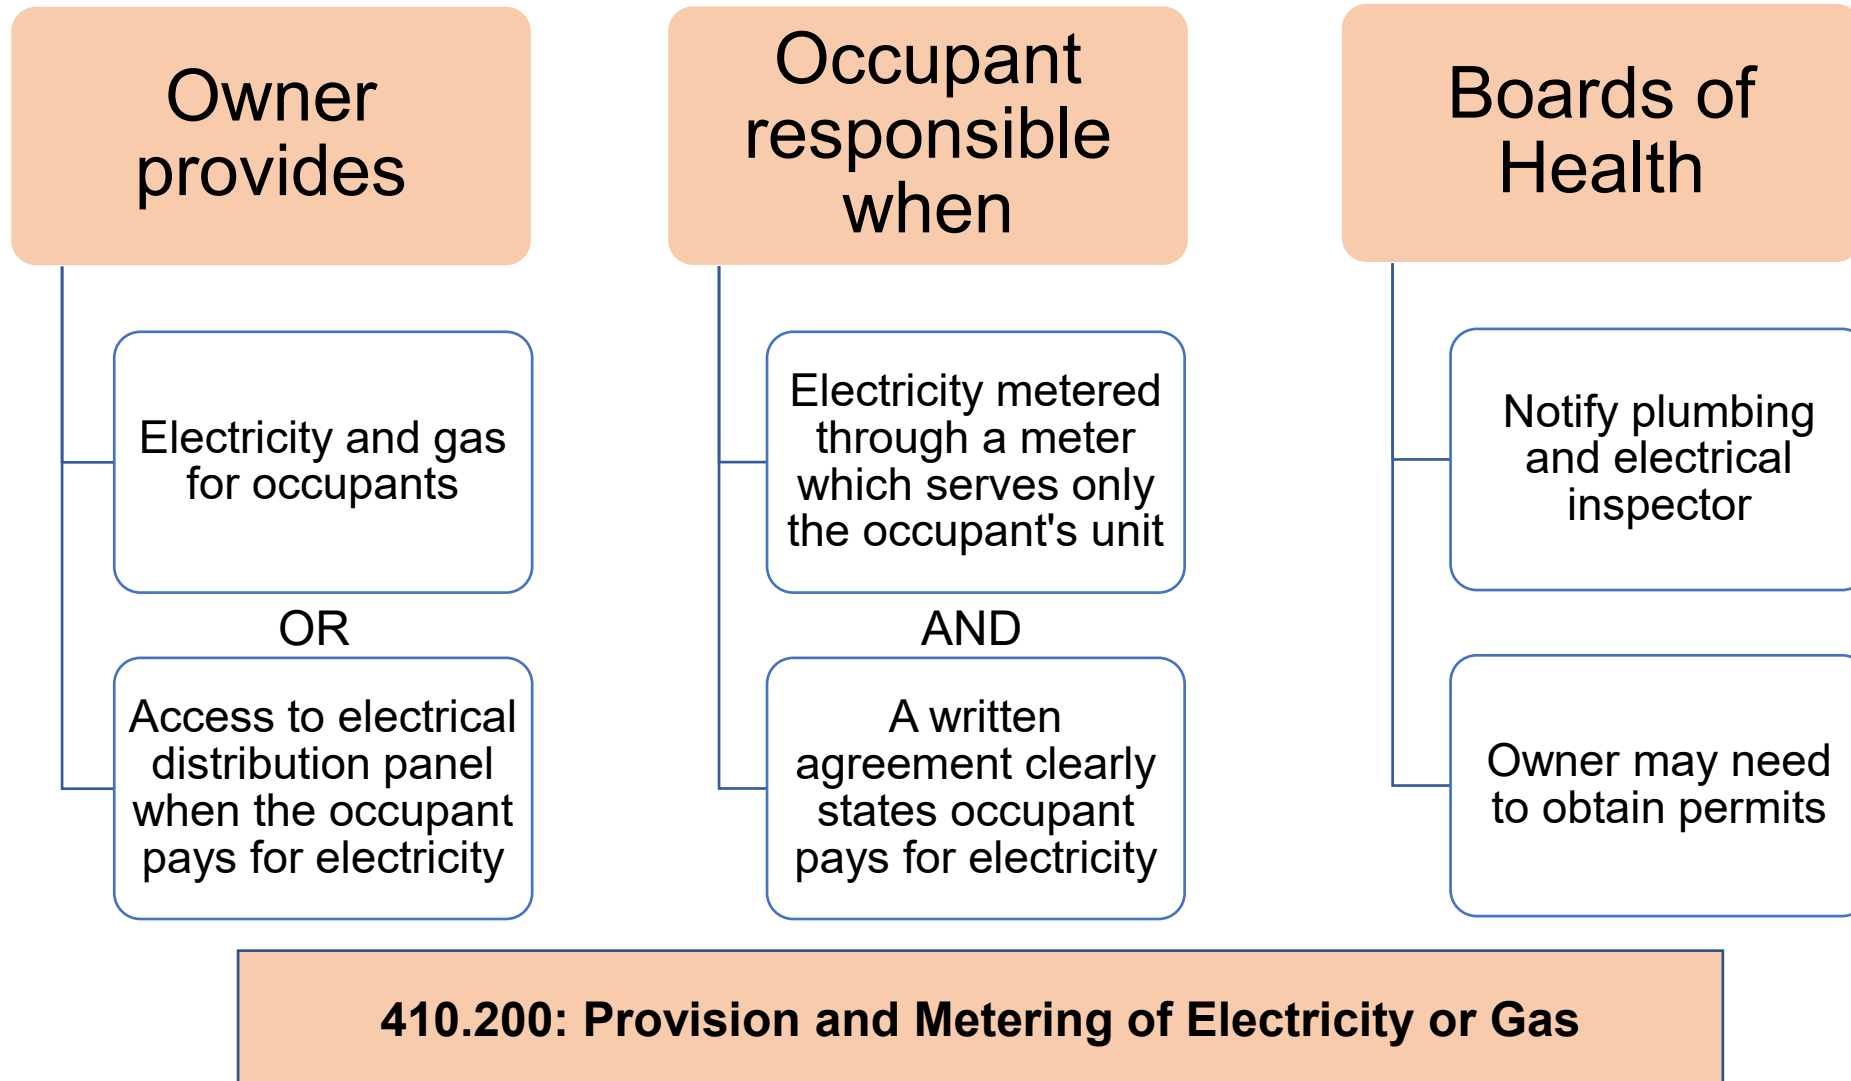 Owner
provides
Electricity and gas
for occupants
OR
Access to electrical
distribution panel
when the occupant
pays for electricity
Occupant
responsible
when
Electricity metered
through a meter
which serves only
the occupant's unit
AND
A written
agreement clearly
states occupant
pays for electricity
Boards of
Health
Notify plumbing
and electrical
inspector
Owner may need
to obtain permits
410.200: Provision and Metering of Electricity or Gas